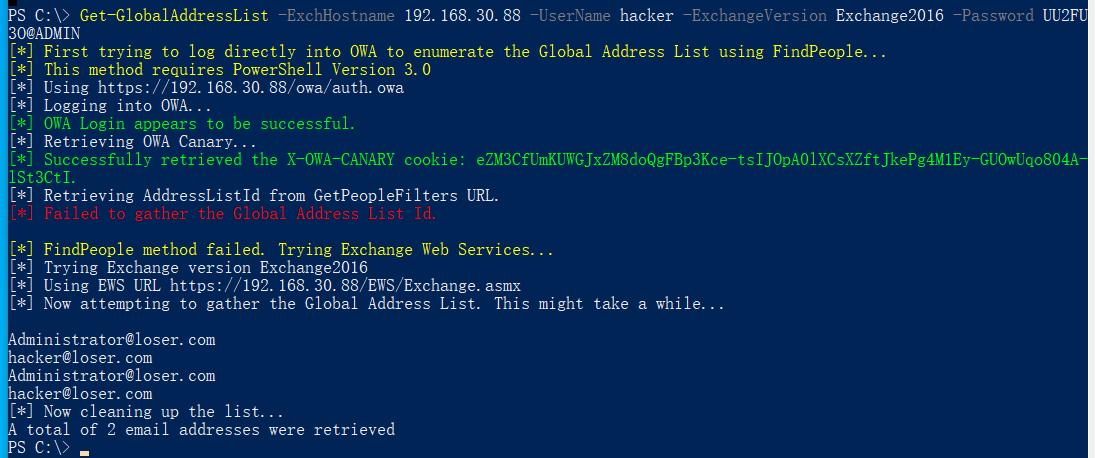 PS C:\> Get-GlobalAddressList -ExchHostname 192.168.30.88 -UserName hacker -ExchangeVersion Exchange2016 -Password UU2FU
3O@ADMIN
[*] First trying to log directly into OWA to enumerate the Global Address List using FindPeople...
[*] This method requires PowerShell Version 3.0
[*] Using https://192.168.30.88/owa/auth.owa
[*] Logging into OWA...
[*] OWA Login appears to be successful.
[*] Retrieving OWA Canary...
[*] Successfully retrieved the X-OWA-CANARY cookie: eZM3CfUmKUWGJxZM8doQgFBp3Kce-tsIJOpA0lXCsXZftJkePg4M1Ey-GUOwUqo804A-
lSt3CtI.
[*] Retrieving AddressListId from GetPeopleFilters URL.
[*] Failed to gather the Global Address List Id.
[*] FindPeople method failed. Trying Exchange Web Services...
[*] Trying Exchange version Exchange2016
[*] Using EWS URL https://192.168.30.88/EWS/Exchange.asmx
[*] Now attempting to gather the Global Address List. This might take a while...
Administrator@loser.com
hacker@loser.com
Administrator@loser.com
hacker@loser.com
[*] Now cleaning up the list...
A total of 2 email addresses were retrieved
PS C:\>